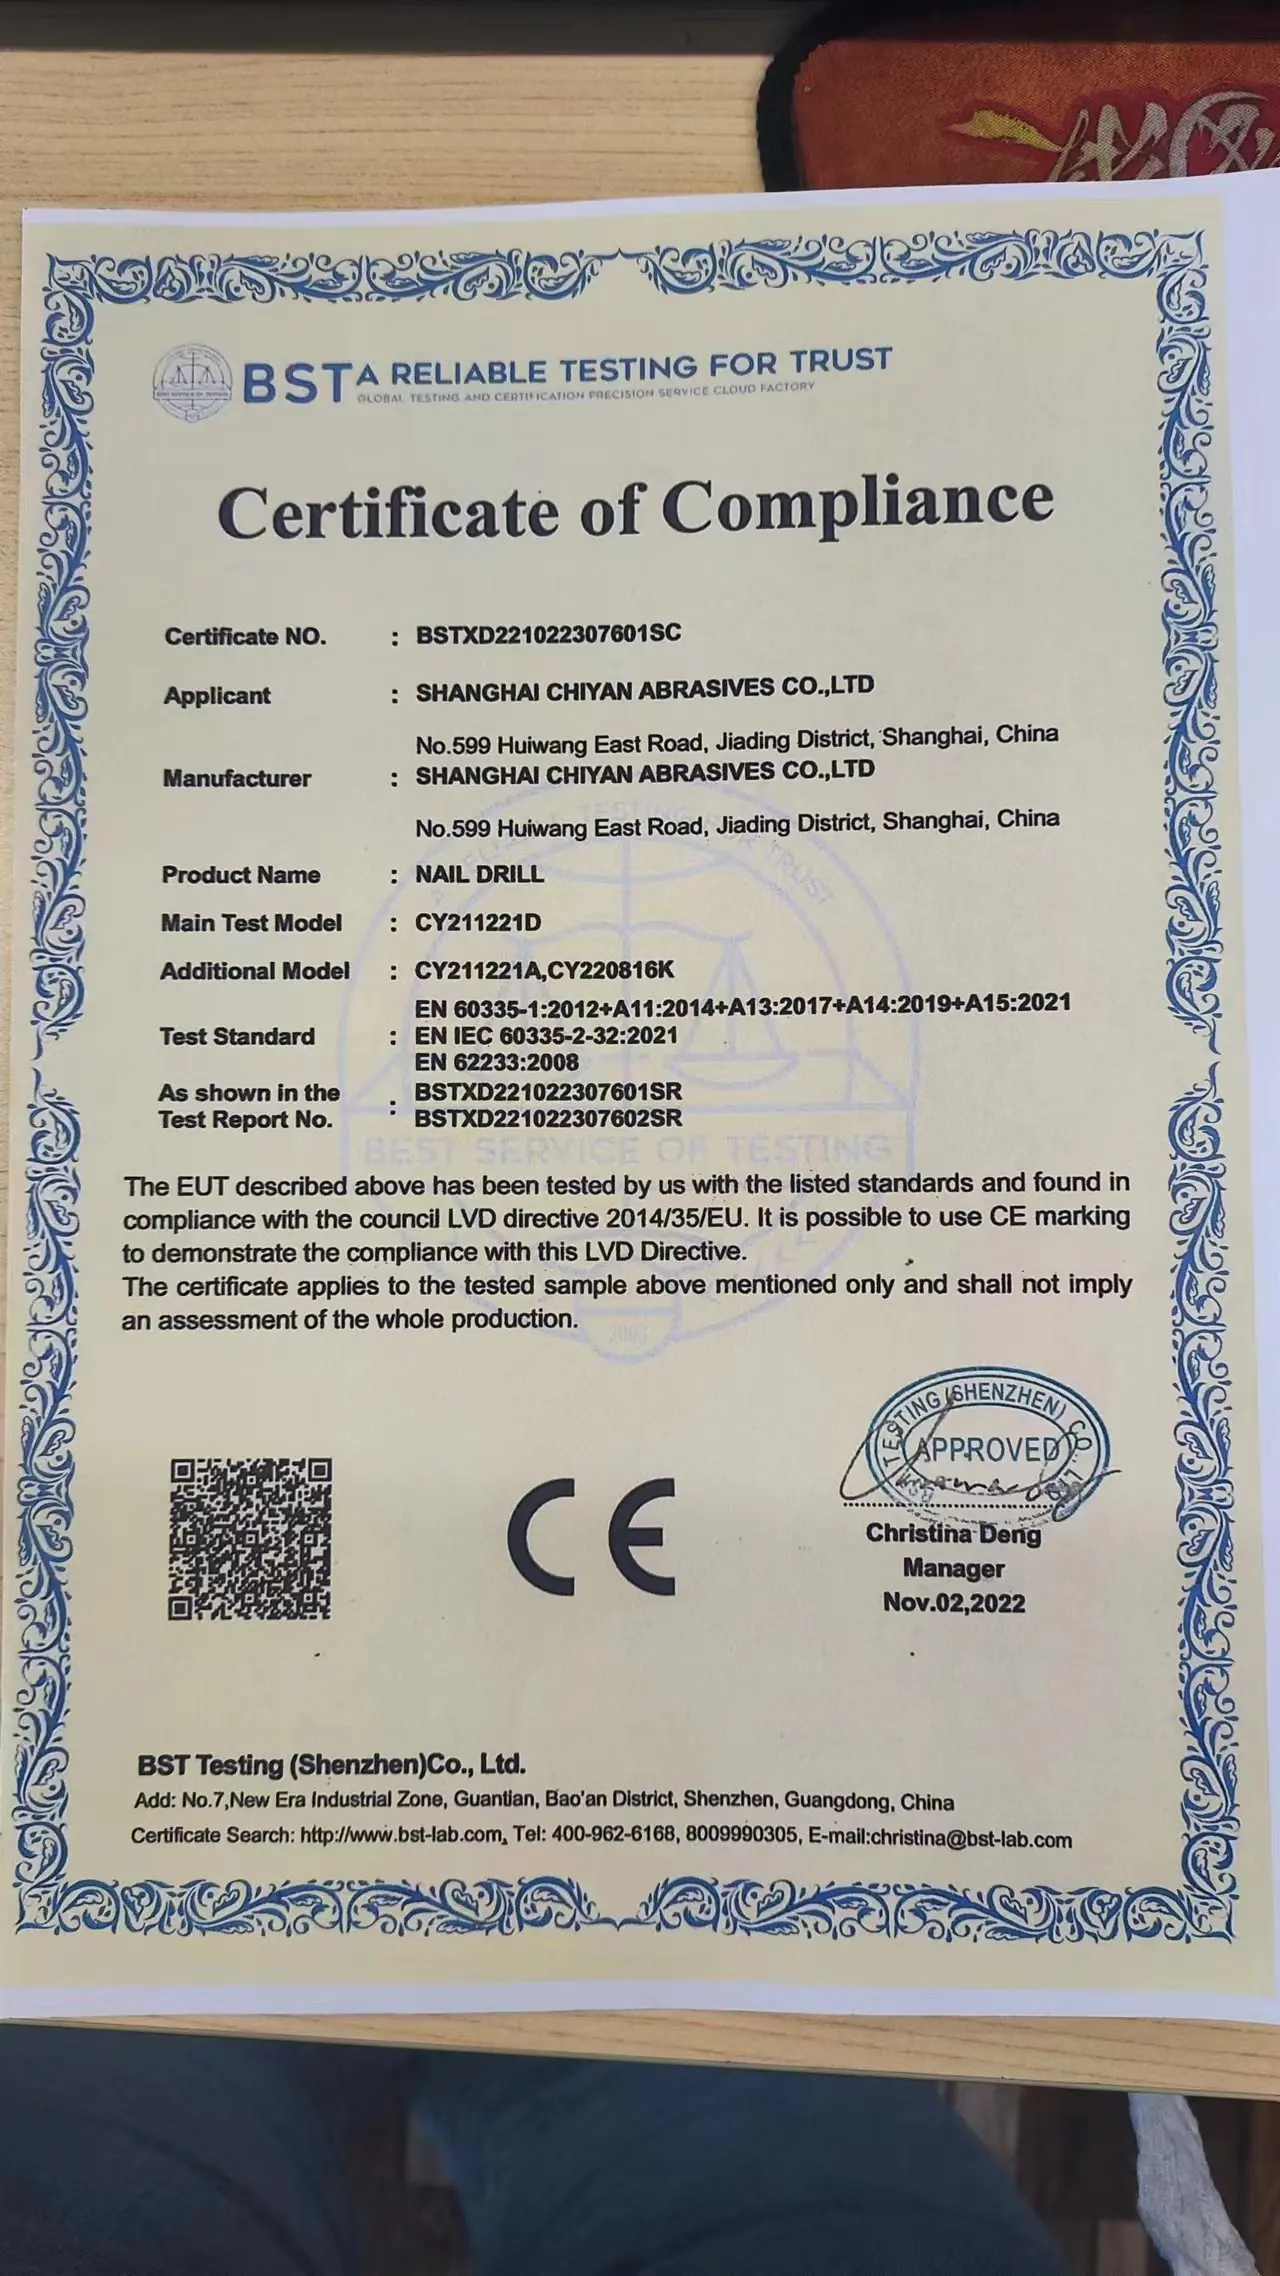 BST A RELIABLE TESTING FOR TRUST
GLOBAL TESTING AND CERTIFICATION PRECISION SERVICE CLOUD FACTORY
Certificate of Compliance
Certificate NO. : BSTXD221022307601SC
Applicant : SHANGHAI CHIYAN ABRASIVES CO.,LTD
No.599 Huiwang East Road, Jiading District, Shanghai, China
Manufacturer : SHANGHAI CHIYAN ABRASIVES CO.,LTD
No.599 Huiwang East Road, Jiading District, Shanghai, China
Product Name : NAIL DRILL
Main Test Model : CY211221D
Additional Model : CY211221A,CY220816K
EN 60335-1:2012+A11:2014+A13:2017+A14:2019+A15:2021
Test Standard : EN IEC 60335-2-32:2021
EN 62233:2008
As shown in the : BSTXD221022307601SR
Test Report No. BSTXD221022307602SR
BEST SERVICE OF TESTING
The EUT described above has been tested by us with the listed standards and found in
compliance with the council LVD directive 2014/35/EU. It is possible to use CE marking
to demonstrate the compliance with this LVD Directive.
The certificate applies to the tested sample above mentioned only and shall not imply
an assessment of the whole production.
TESTING (SHENZHEN) CO., LTD
APPROVED
CE
Christina Deng
Manager
Nov.02,2022
BST Testing (Shenzhen)Co., Ltd.
Add: No.7,New Era Industrial Zone, Guantian, Bao'an District, Shenzhen, Guangdong, China
Certificate Search: http://www.bst-lab.com, Tel: 400-962-6168, 8009990305, E-mail:christina@bst-lab.com